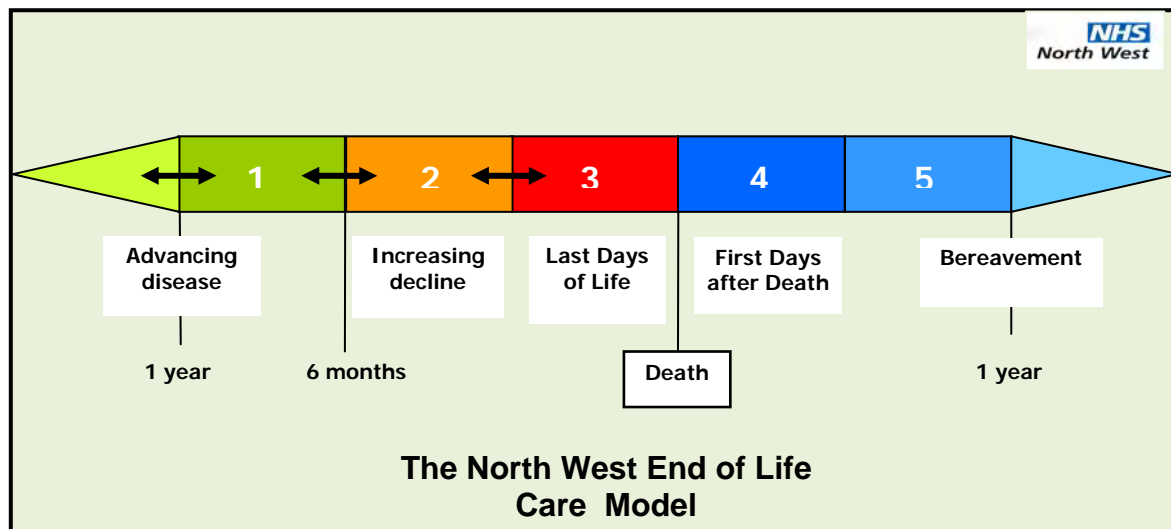 NHS
North West
1
2
3
4
5
Advancing
disease
Increasing
decline
Last Days
of Life
First Days
after Death
Bereavement
1 year
6 months
Death
1 year
The North West End of Life
Care Model